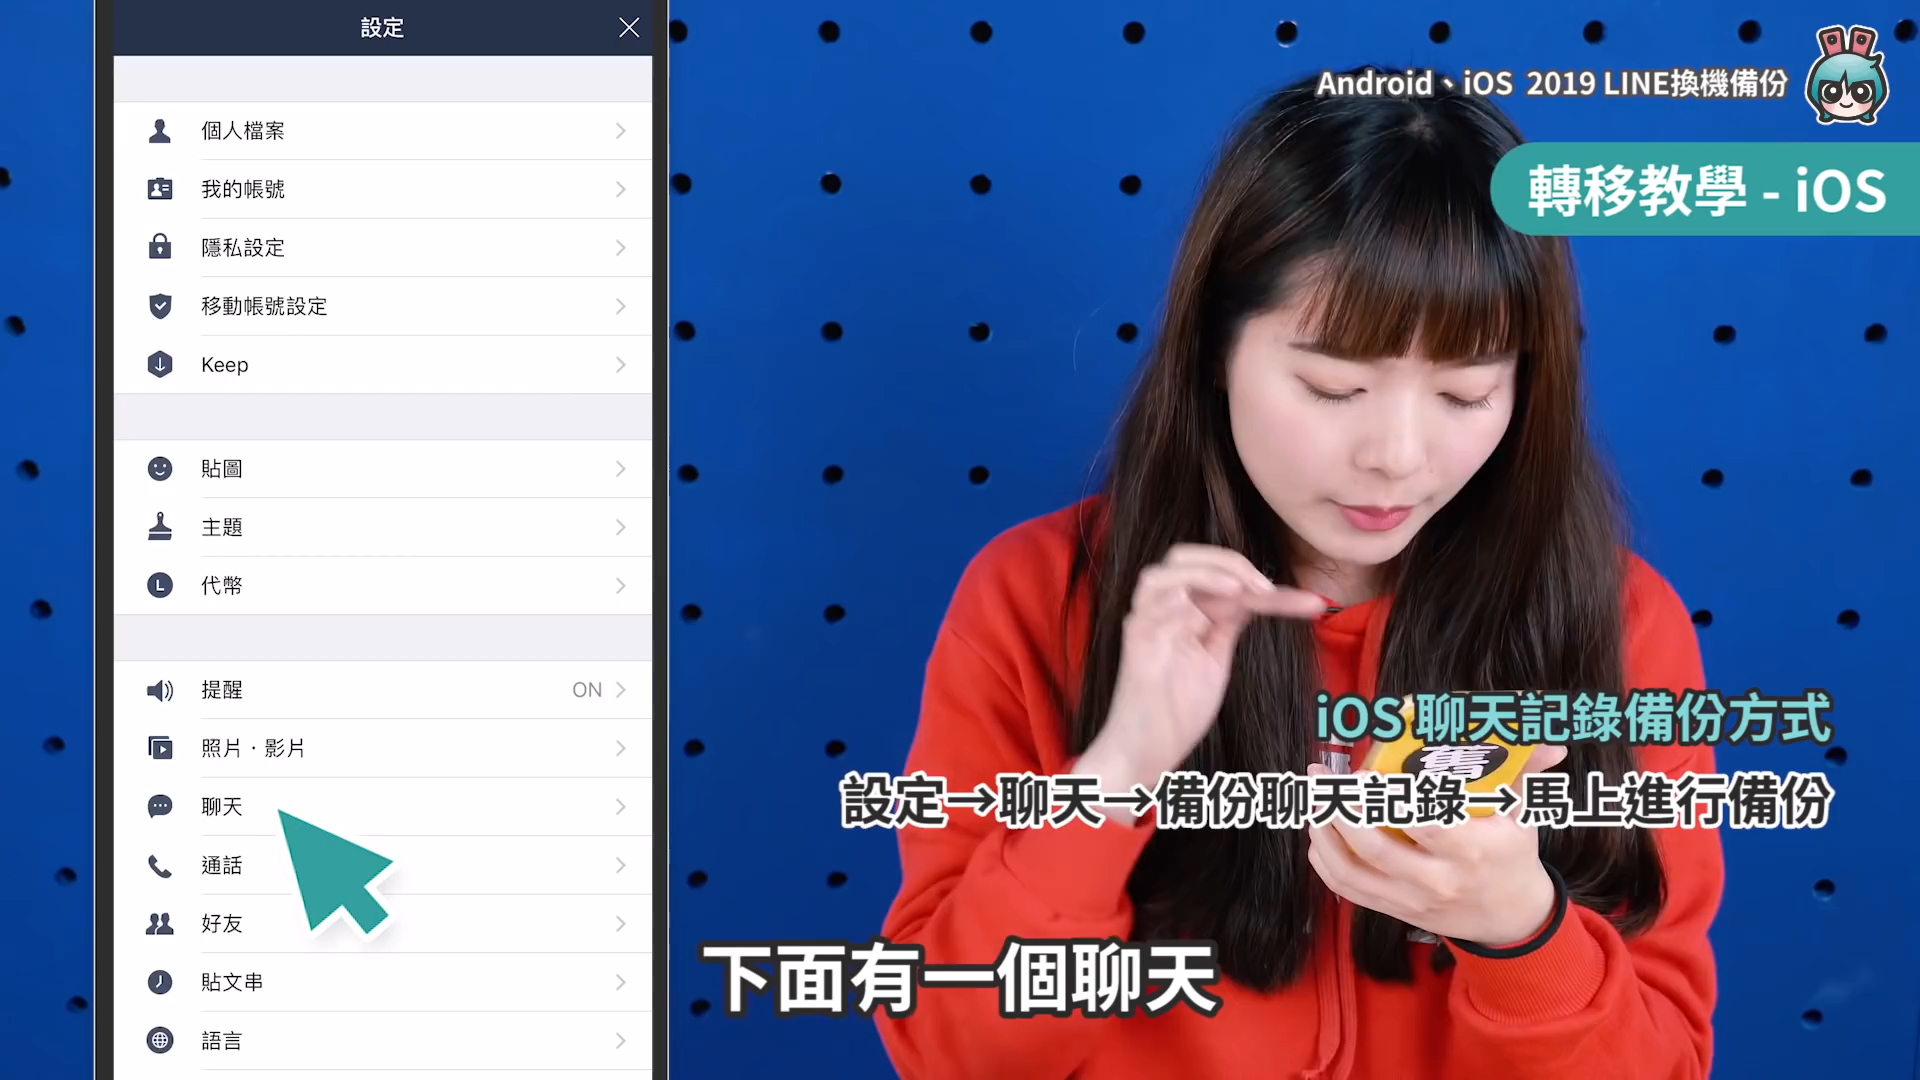 設定
個人檔案
我的帳號
隱私設定
移動帳號設定
Keep
貼圖
主題
代幣
提醒 ON
照片・影片
聊天
通話
好友
貼文串
語言
Android、iOS 2019 LINE換機備份
轉移教學 - iOS
iOS 聊天記錄備份方式
舊
設定→聊天→備份聊天記錄→馬上進行備份
下面有一個聊天